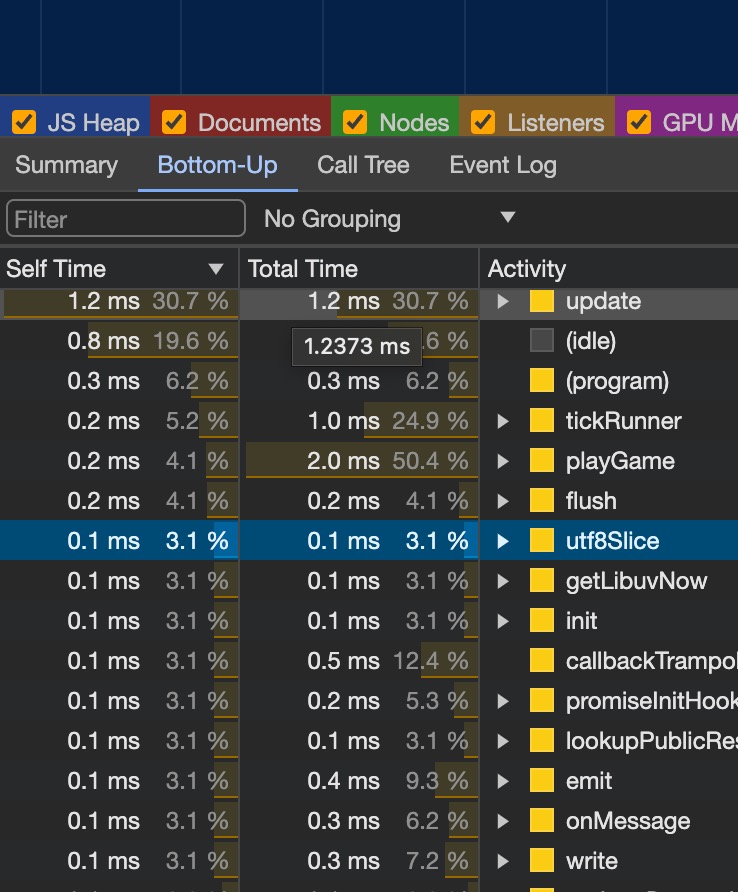 JS Heap Documents Nodes Listeners GPU M
Summary Bottom-Up Call Tree Event Log
Filter No Grouping
Self Time Total Time Activity
1.2 ms 30.7 % 1.2 ms 30.7 % update
0.8 ms 19.6 % .6 % (idle)
1.2373 ms
0.3 ms 6.2 % 0.3 ms 6.2 % (program)
0.2 ms 5.2 % 1.0 ms 24.9 % tickRunner
0.2 ms 4.1 % 2.0 ms 50.4 % playGame
0.2 ms 4.1 % 0.2 ms 4.1 % flush
0.1 ms 3.1 % 0.1 ms 3.1 % utf8Slice
0.1 ms 3.1 % 0.1 ms 3.1 % getLibuvNow
0.1 ms 3.1 % 0.1 ms 3.1 % init
0.1 ms 3.1 % 0.5 ms 12.4 % callbackTrampol
0.1 ms 3.1 % 0.2 ms 5.3 % promiseInitHook
0.1 ms 3.1 % 0.1 ms 3.1 % lookupPublicRes
0.1 ms 3.1 % 0.4 ms 9.3 % emit
0.1 ms 3.1 % 0.3 ms 6.2 % onMessage
0.1 ms 3.1 % 0.3 ms 7.2 % write